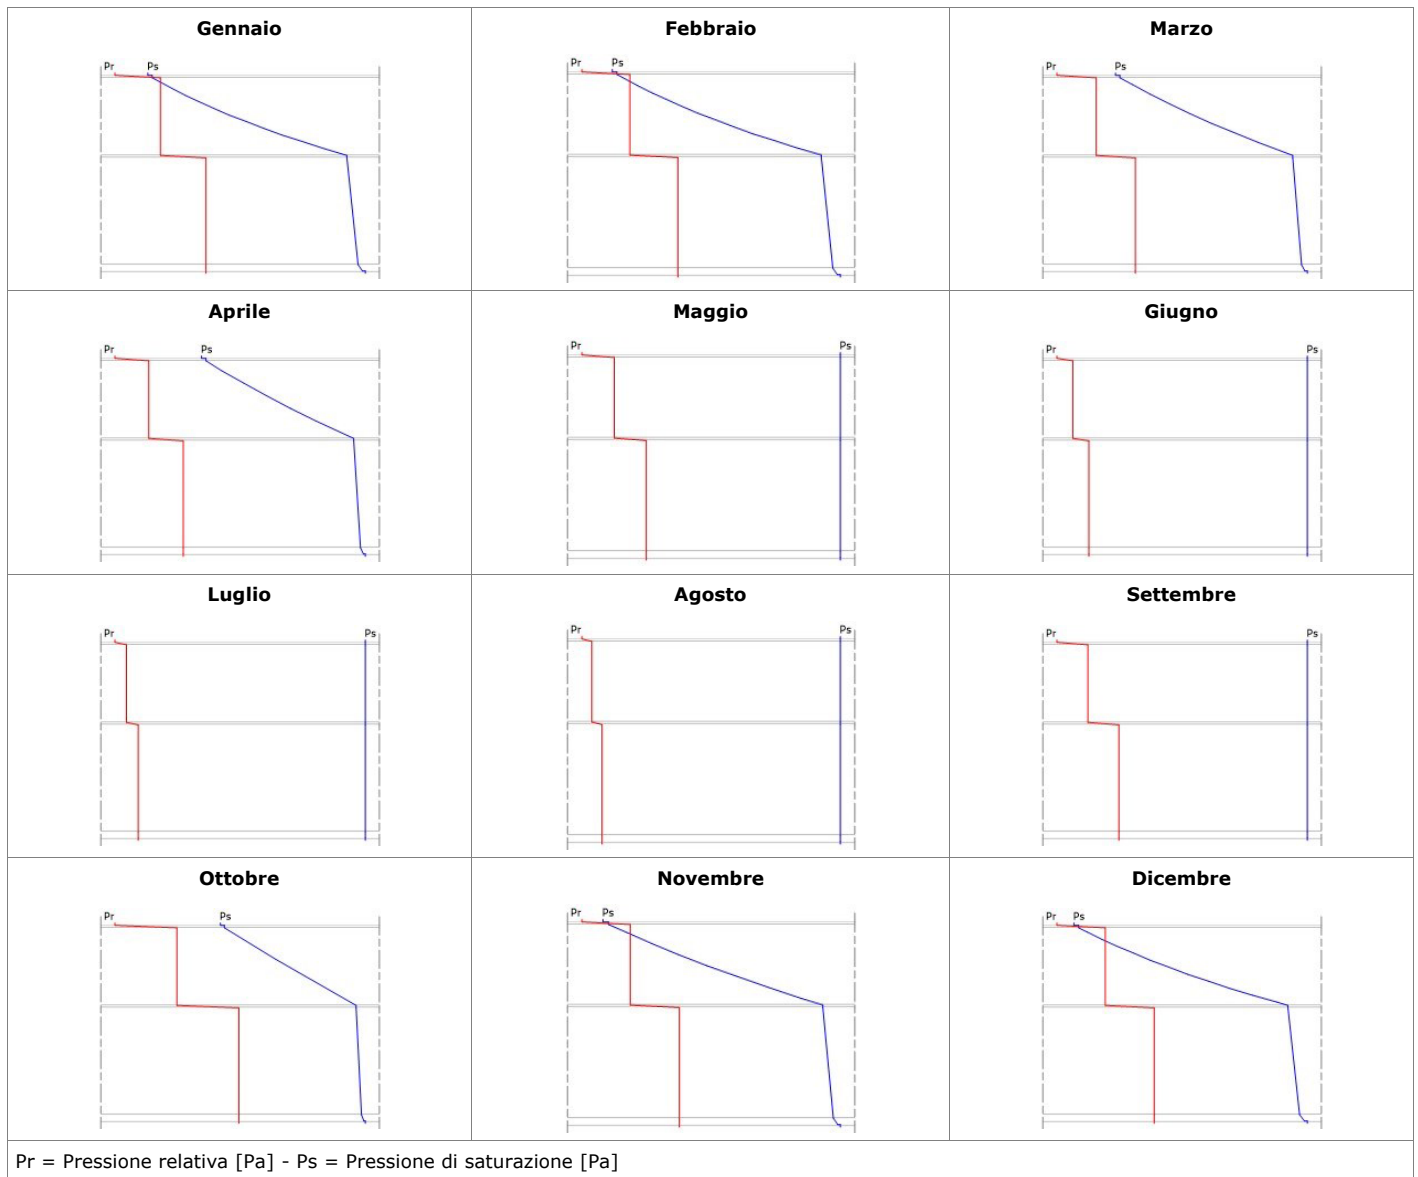 Gennaio
Febbraio
Marzo
Pr Ps
Pr Ps
Pr Ps
Aprile
Maggio
Giugno
Pr Ps
Pr Ps
Pr Ps
Luglio
Agosto
Settembre
Pr Ps
Pr Ps
Pr Ps
Ottobre
Novembre
Dicembre
Pr Ps
Pr Ps
Pr Ps
Pr = Pressione relativa [Pa] - Ps = Pressione di saturazione [Pa]